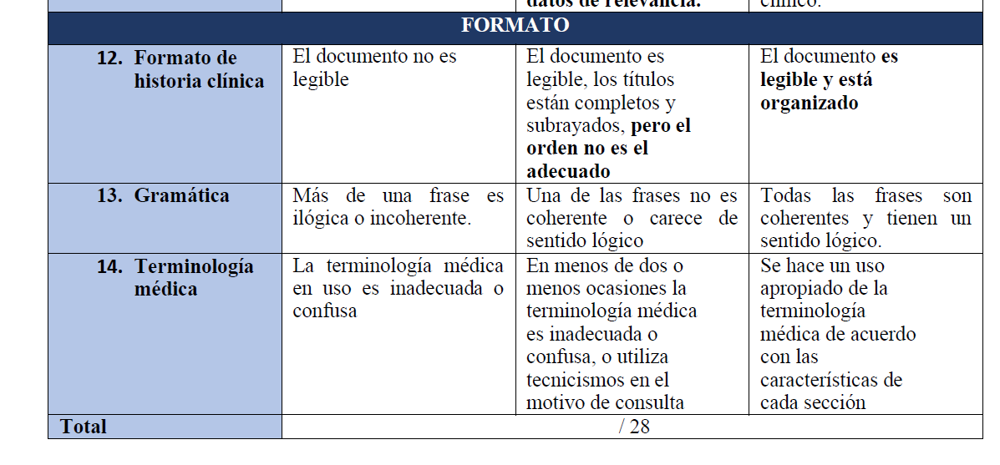 datos de relevancia.
clínico.
FORMATO
12. Formato de
historia clínica
El documento no es
legible
El documento es
legible, los títulos
están completos y
subrayados, pero el
orden no es el
adecuado
El documento es
legible y está
organizado
13. Gramática
Más de una frase es
ilógica o incoherente.
Una de las frases no es
coherente o carece de
sentido lógico
Todas las frases son
coherentes y tienen un
sentido lógico.
14. Terminología
médica
La terminología médica
en uso es inadecuada o
confusa
En menos de dos o
menos ocasiones la
terminología médica
es inadecuada o
confusa, o utiliza
tecnicismos en el
motivo de consulta
Se hace un uso
apropiado de la
terminología
médica de acuerdo
con las
características de
cada sección
Total
/ 28